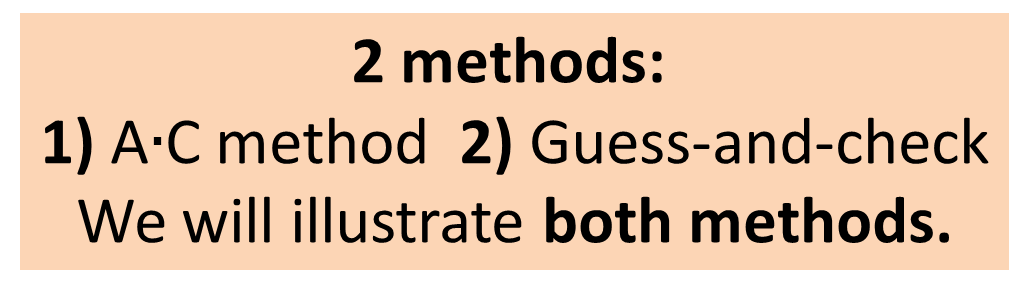 2 methods:
1) A·C method 2) Guess-and-check
We will illustrate both methods.